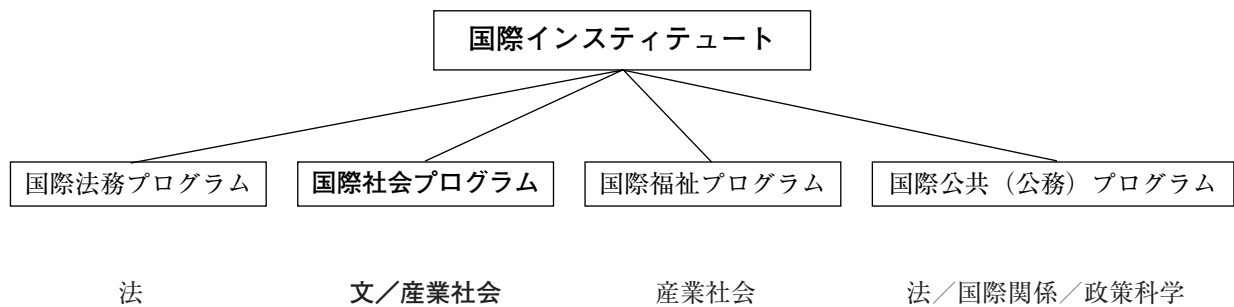 国際インスティテュート
国際法務プログラム 国際社会プログラム 国際福祉プログラム 国際公共（公務）プログラム
法 文／産業社会 産業社会 法／国際関係／政策科学